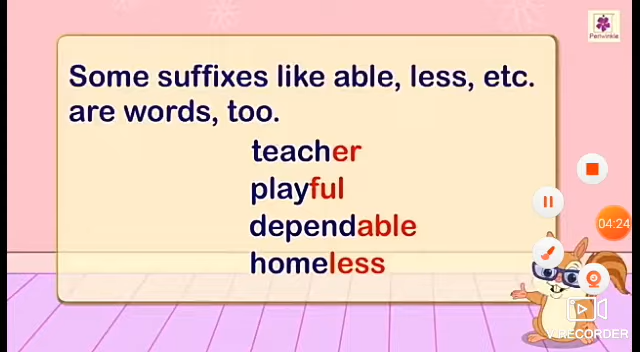 Periwinkle
Some suffixes like able, less, etc.
are words, too.
teacher
playful
dependable
homeless
04:24
RECORDER